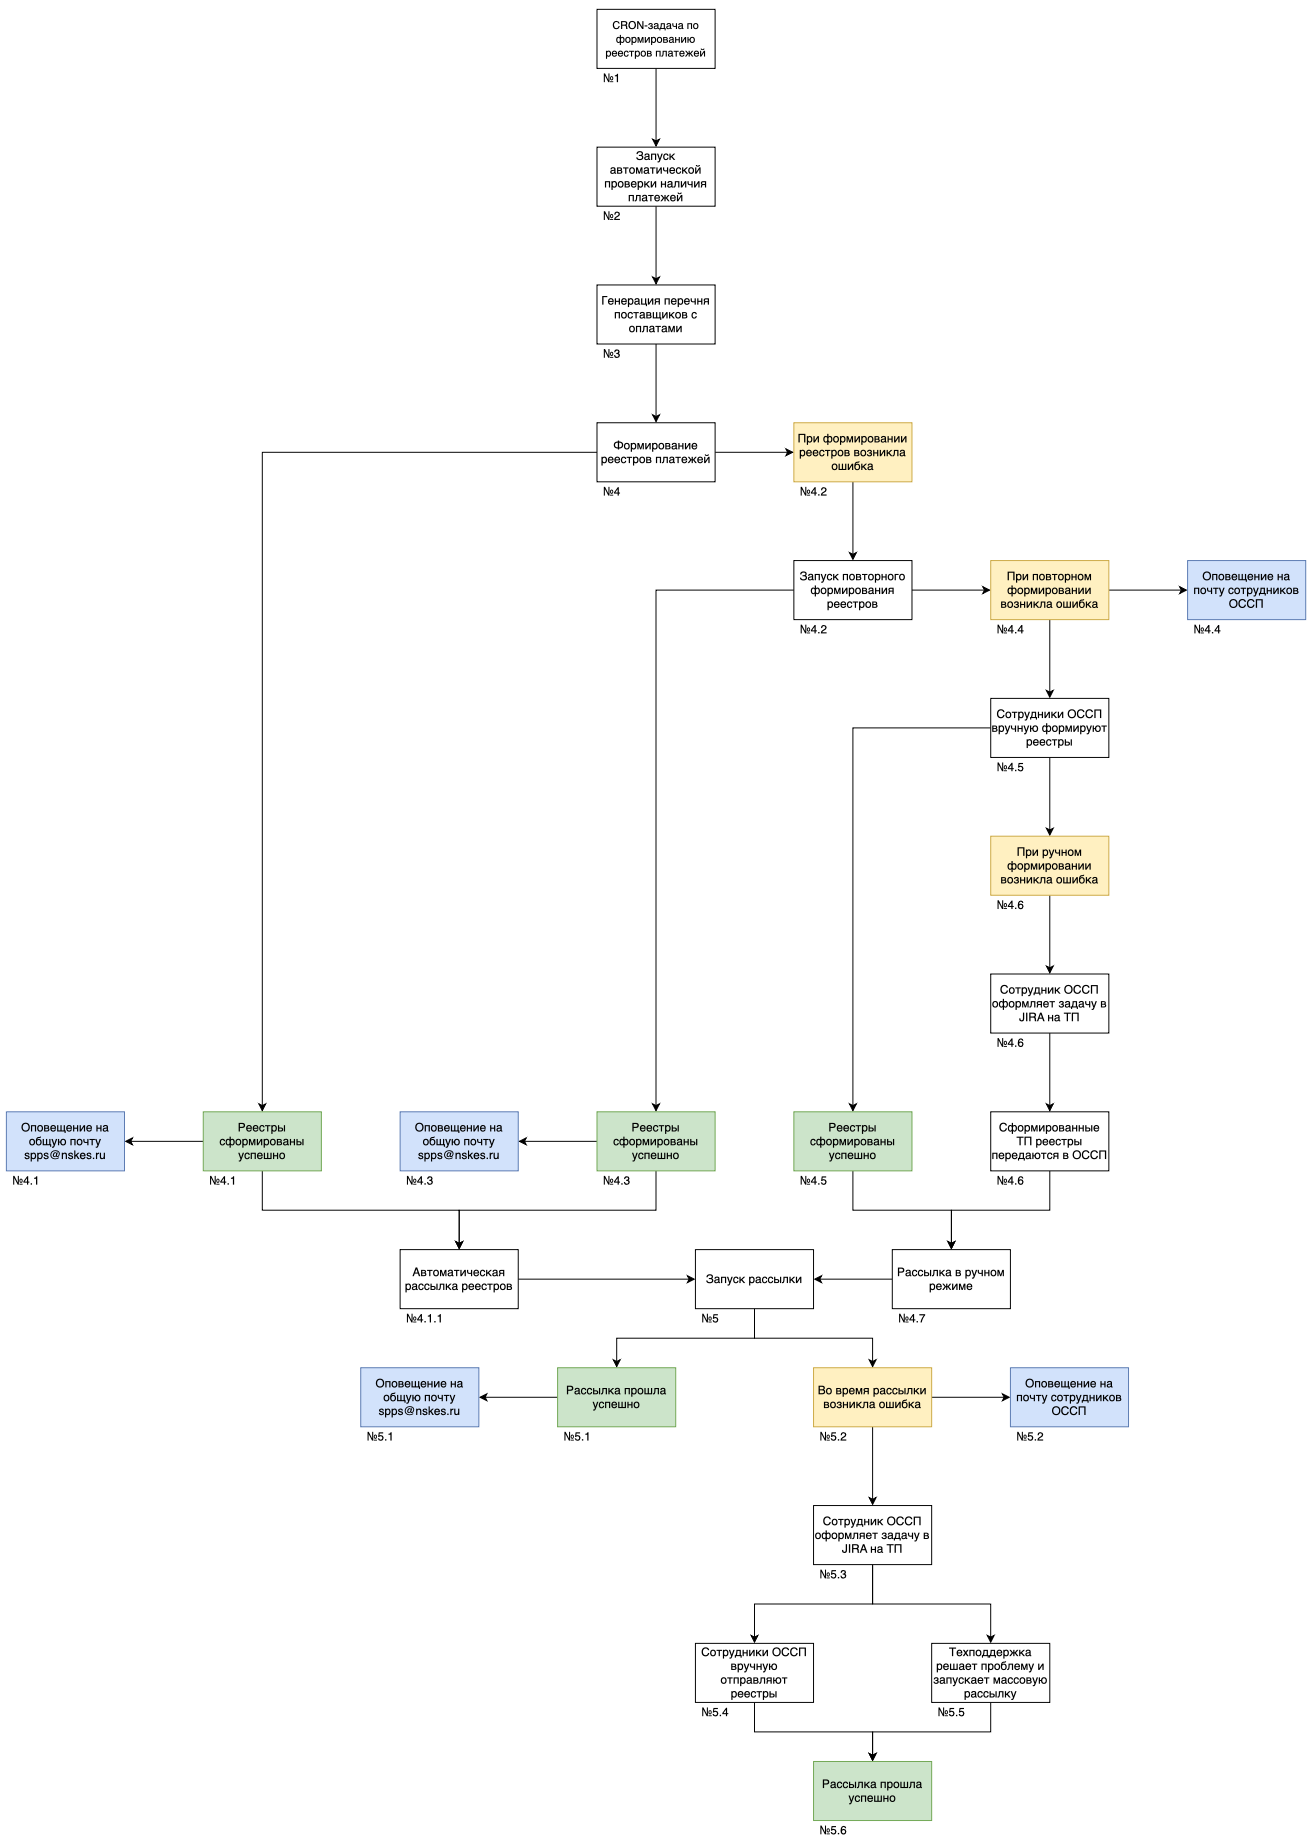 CRON-задача по
формированию
реестров платежей
№1
Запуск
автоматической
проверки наличия
платежей
№2
Генерация перечня
поставщиков с
оплатами
№3
Формирование
реестров платежей
№4
При формировании
реестров возникла
ошибка
№4.2
Запуск повторного
формирования
реестров
№4.2
При повторном
формировании
возникла ошибка
№4.4
Оповещение на
почту сотрудников
ОССП
№4.4
Сотрудники ОССП
вручную формируют
реестры
№4.5
При ручном
формировании
возникла ошибка
№4.6
Сотрудник ОССП
оформляет задачу в
JIRA на ТП
№4.6
Оповещение на
общую почту
spps@nskes.ru
№4.1
Реестры
сформированы
успешно
№4.1
Оповещение на
общую почту
spps@nskes.ru
№4.3
Реестры
сформированы
успешно
№4.3
Реестры
сформированы
успешно
№4.5
Сформированные
ТП реестры
передаются в ОССП
№4.6
Автоматическая
рассылка реестров
№4.1.1
Запуск рассылки
№5
Рассылка в ручном
режиме
№4.7
Оповещение на
общую почту
spps@nskes.ru
№5.1
Рассылка прошла
успешно
№5.1
Во время рассылки
возникла ошибка
№5.2
Оповещение на
почту сотрудников
ОССП
№5.2
Сотрудник ОССП
оформляет задачу в
JIRA на ТП
№5.3
Сотрудники ОССП
вручную
отправляют
реестры
№5.4
Техподдержка
решает проблему и
запускает массовую
рассылку
№5.5
Рассылка прошла
успешно
№5.6